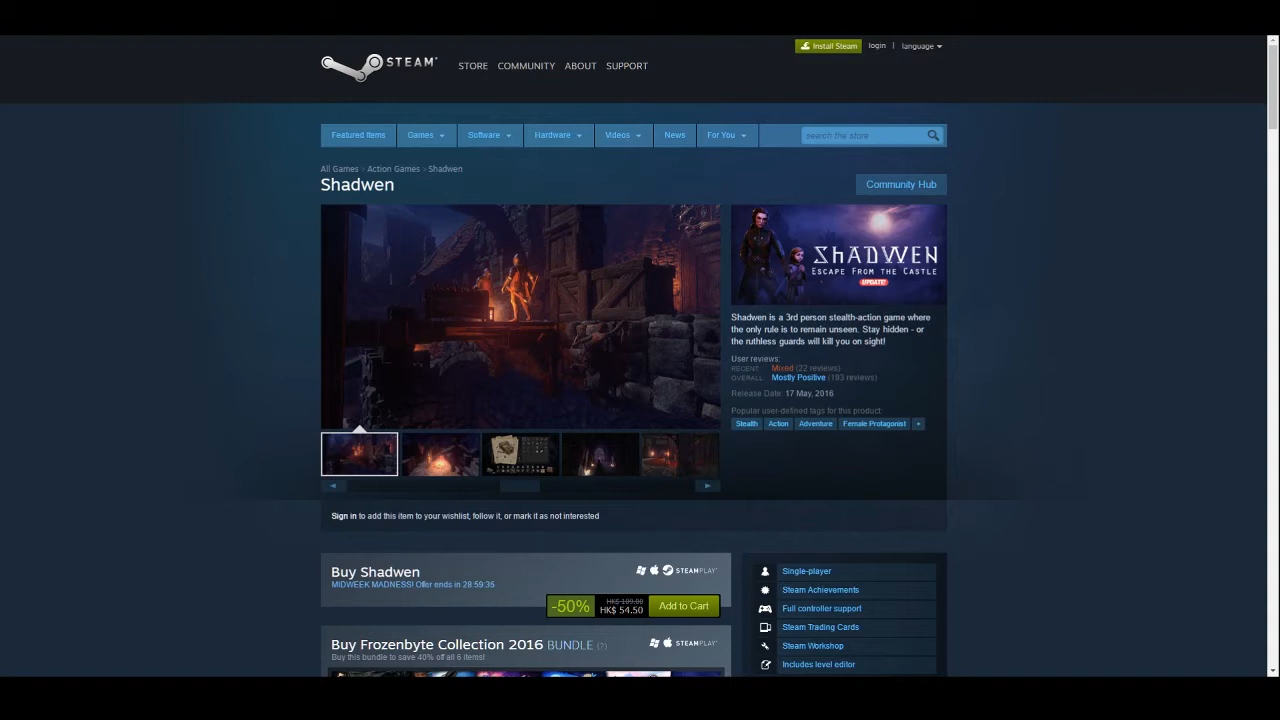 Install Steam
login
language
STEAM
STORE COMMUNITY ABOUT SUPPORT
Featured Items Games Software Hardware Videos News For You
search the store
All Games > Action Games > Shadwen
Shadwen
Community Hub
SHADWEN
ESCAPE FROM THE CASTLE
UPDATE!
Shadwen is a 3rd person stealth-action game where
the only rule is to remain unseen. Stay hidden - or
the ruthless guards will kill you on sight!
User reviews:
RECENT: Mixed (22 reviews)
OVERALL: Mostly Positive (193 reviews)
Release Date: 17 May, 2016
Popular user-defined tags for this product:
Stealth Action Adventure Female Protagonist +
Sign in to add this item to your wishlist, follow it, or mark it as not interested
Buy Shadwen
STEAMPLAY
MIDWEEK MADNESS! Offer ends in 28:59:35
-50%
HK$ 109.00
HK$ 54.50
Add to Cart
Buy Frozenbyte Collection 2016 BUNDLE (?)
STEAMPLAY
Buy this bundle to save 40% off all 6 items!
Single-player
Steam Achievements
Full controller support
Steam Trading Cards
Steam Workshop
Includes level editor